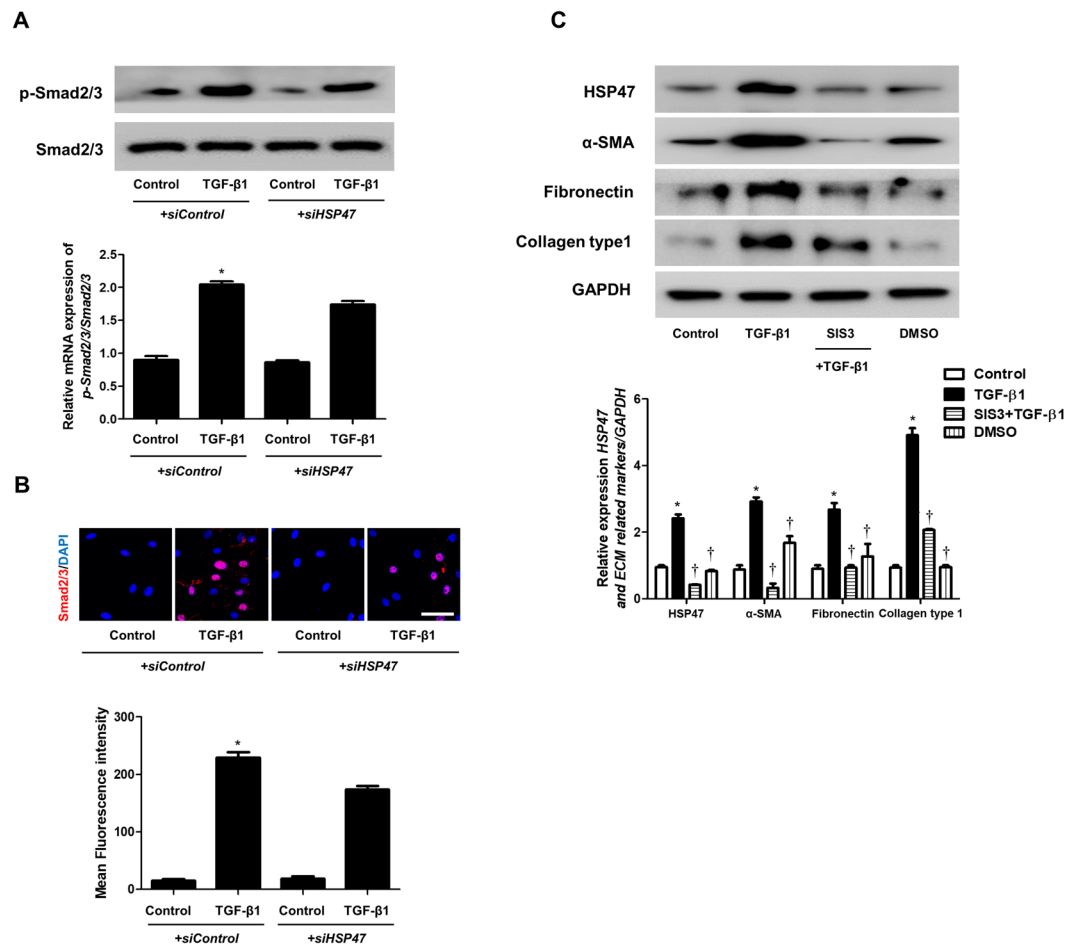 A
p-Smad2/3
Smad2/3
Control TGF-β1 Control TGF-β1
+siControl +siHSP47
Relative mRNA expression of
p-Smad2/3/Smad2/3
2.5
2.0
1.5
1.0
0.5
0.0
*
Control TGF-β1 Control TGF-β1
+siControl +siHSP47
B
Smad2/3/DAPI
Control TGF-β1 Control TGF-β1
+siControl +siHSP47
Mean Fluorescence intensity
300
200
100
0
*
Control TGF-β1 Control TGF-β1
+siControl +siHSP47
C
HSP47
α-SMA
Fibronectin
Collagen type1
GAPDH
Control TGF-β1 SIS3 DMSO
+TGF-β1
Control
TGF-β1
SIS3+TGF-β1
DMSO
Relative expression HSP47
and ECM related markers/GAPDH
6
4
2
0
* † †
* † †
* † †
* † †
HSP47 α-SMA Fibronectin Collagen type 1